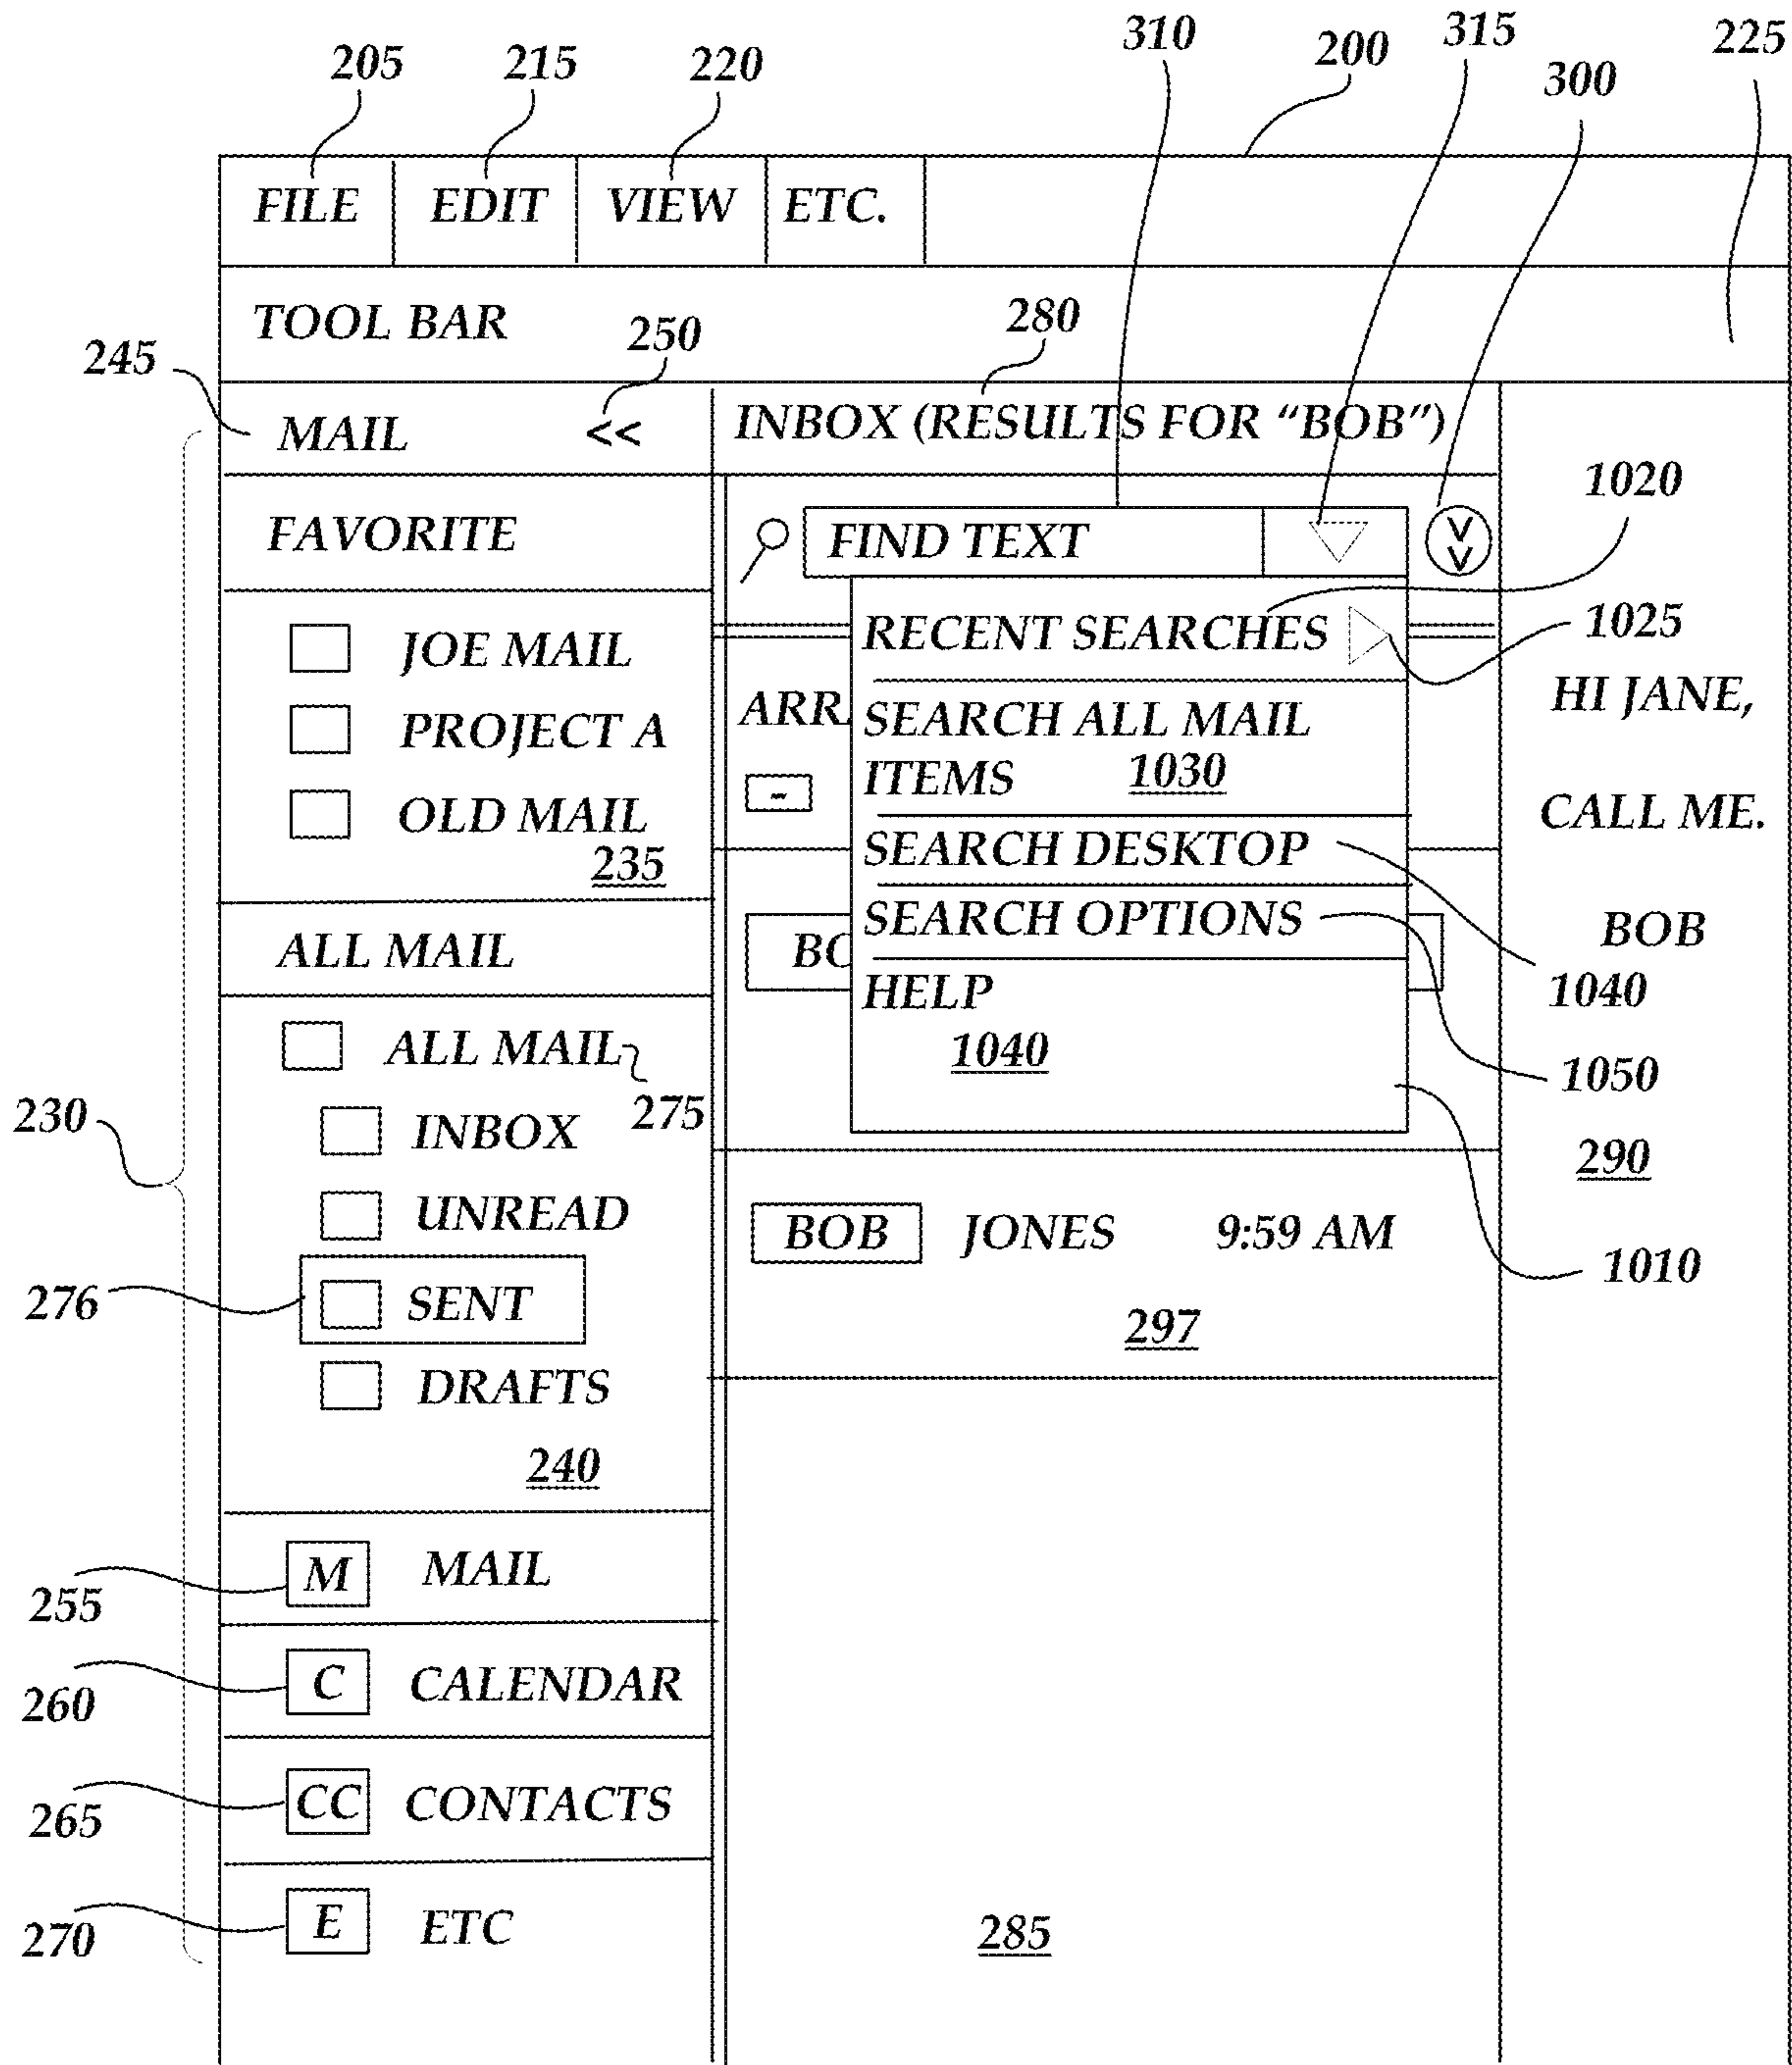 310 200 315 225
205 215 220 300
FILE EDIT VIEW ETC.
TOOL BAR
245 250 280
MAIL << INBOX (RESULTS FOR “BOB”)
1020
FAVORITE FIND TEXT
JOE MAIL RECENT SEARCHES 1025
HI JANE,
PROJECT A ARR SEARCH ALL MAIL
ITEMS 1030
OLD MAIL CALL ME.
235 SEARCH DESKTOP
SEARCH OPTIONS BOB
ALL MAIL BO
HELP 1040
ALL MAIL 1040
275 1050
230 INBOX
290
UNREAD BOB JONES 9:59 AM
1010
276 SENT
297
DRAFTS
240
M MAIL
255
C CALENDAR
260
CC CONTACTS
265
E ETC 285
270